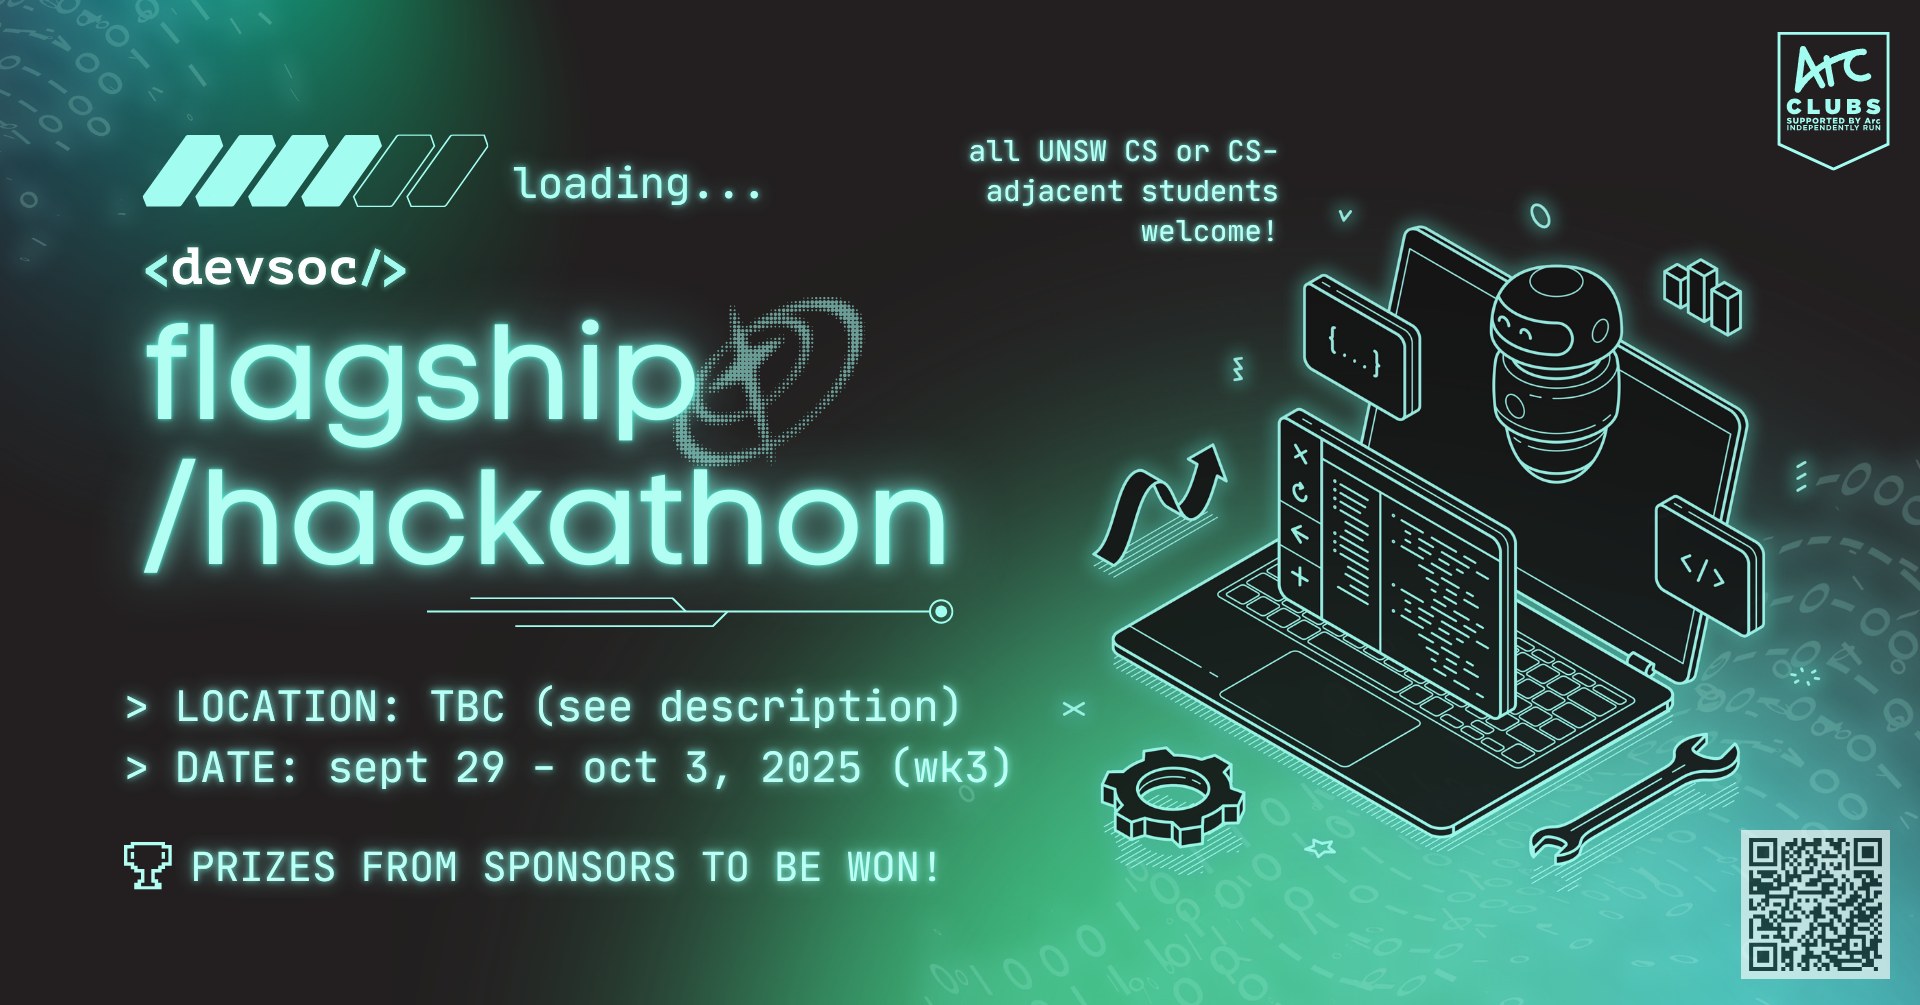 loading...
<devsoc/>
flagship
/hackathon
> LOCATION: TBC (see description)
> DATE: sept 29 - oct 3, 2025 (wk3)
PRIZES FROM SPONSORS TO BE WON!
all UNSW CS or CS-
adjacent students
welcome!
{...}
</>
Arc
CLUBS
SUPPORTED BY Arc
INDEPENDENTLY RUN